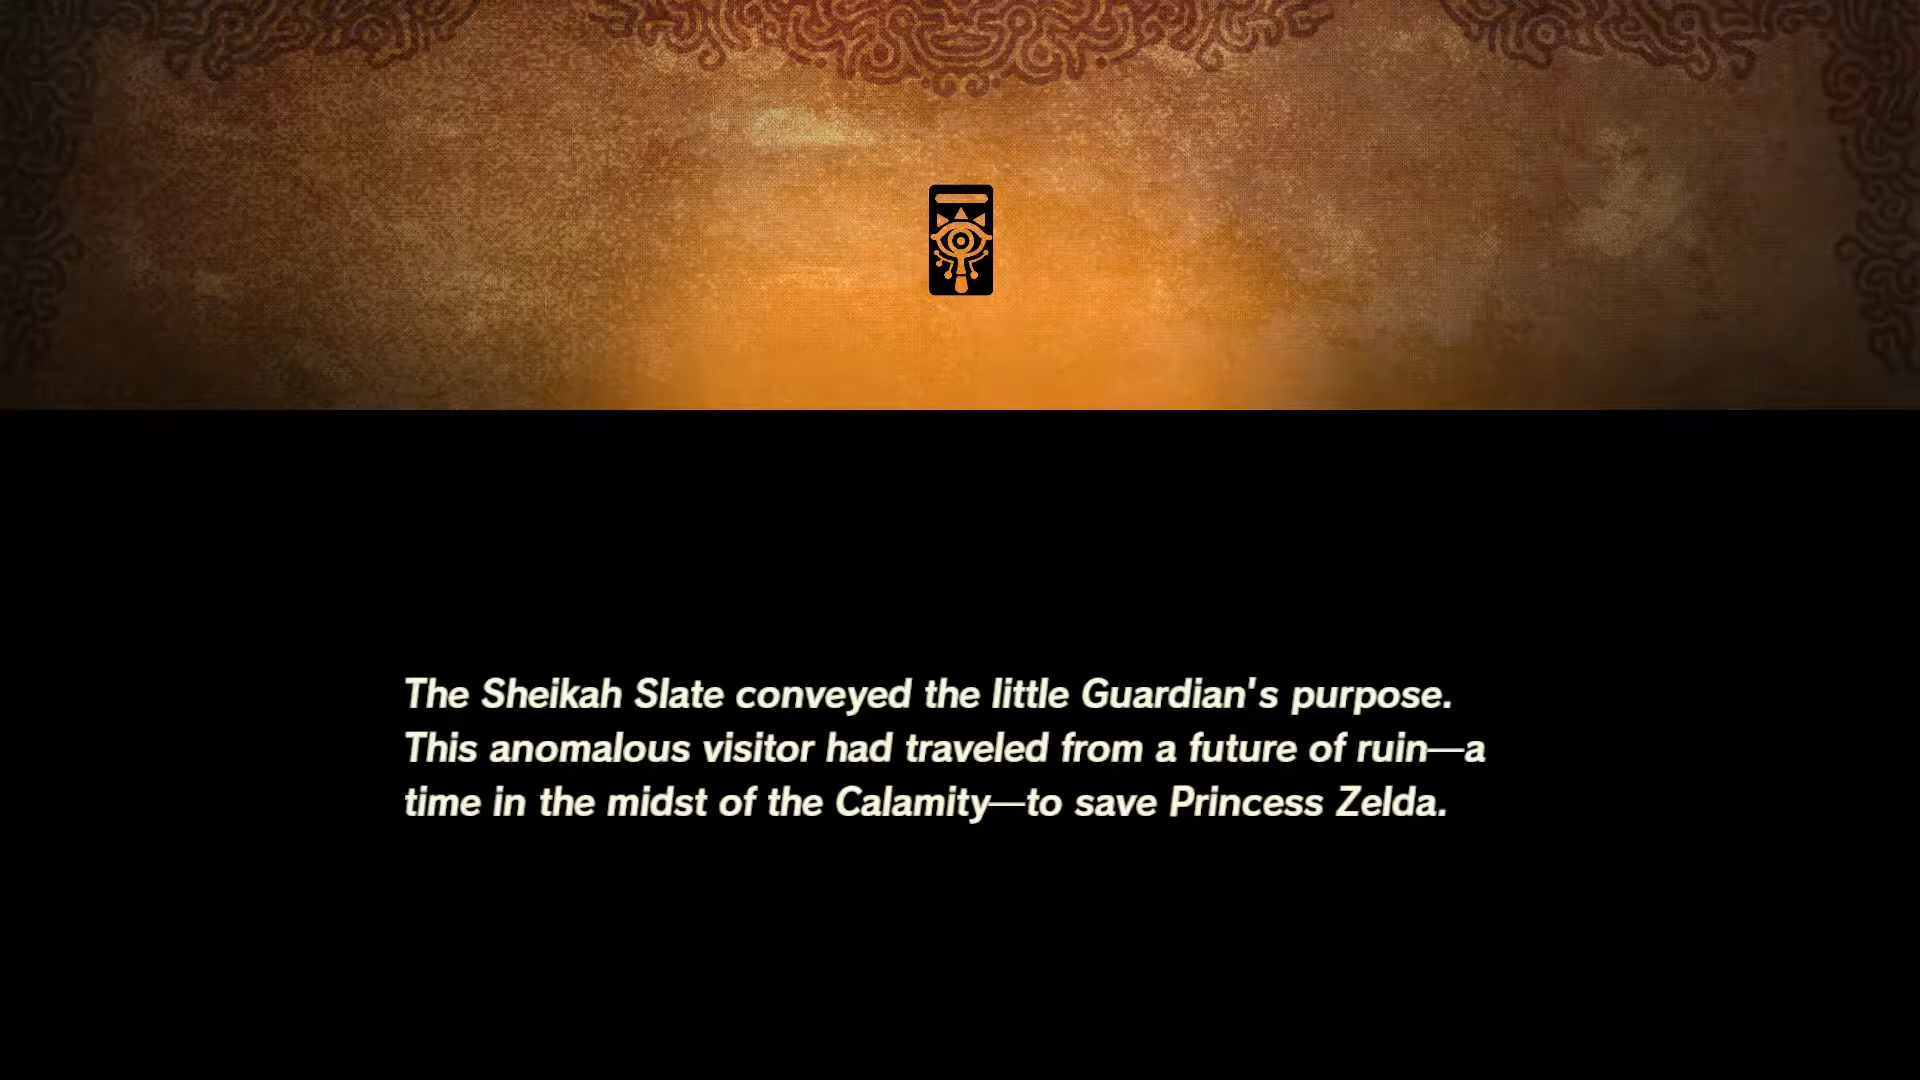 The Sheikah Slate conveyed the little Guardian's purpose.
This anomalous visitor had traveled from a future of ruin—a
time in the midst of the Calamity—to save Princess Zelda.